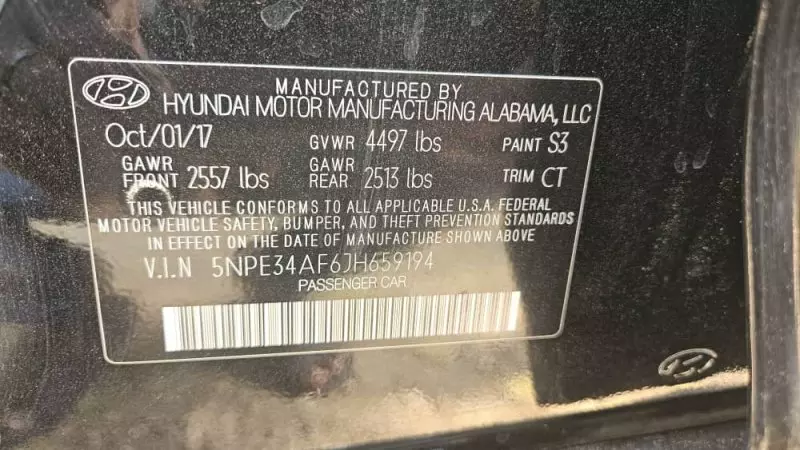 MANUFACTURED BY
HYUNDAI MOTOR MANUFACTURING ALABAMA, LLC
Oct/01/17 GVWR 4497 lbs PAINT S3
GAWR FRONT 2557 lbs GAWR REAR 2513 lbs TRIM CT
THIS VEHICLE CONFORMS TO ALL APPLICABLE U.S.A. FEDERAL
MOTOR VEHICLE SAFETY, BUMPER, AND THEFT PREVENTION STANDARDS
IN EFFECT ON THE DATE OF MANUFACTURE SHOWN ABOVE
V.I.N 5NPE34AF6JH659194
PASSENGER CAR